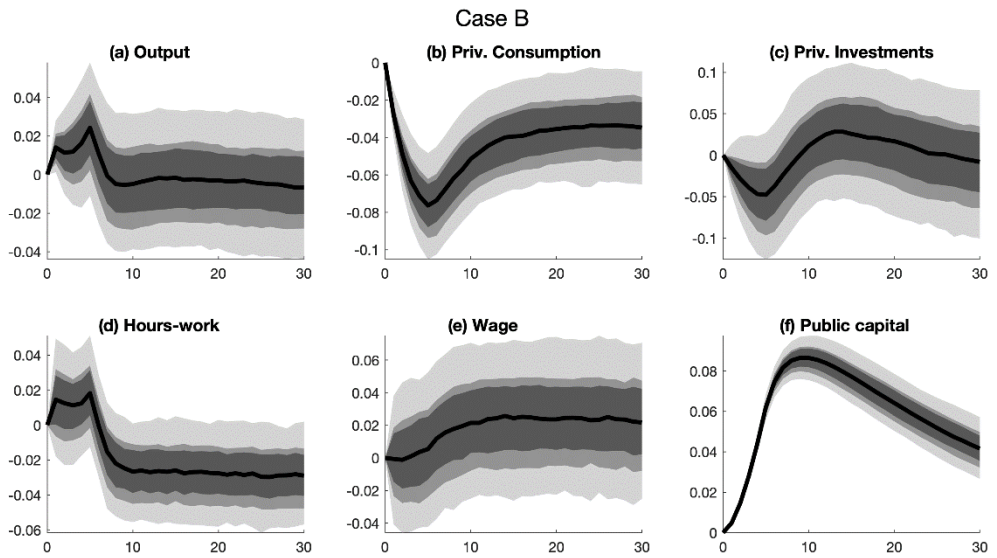 Case B
(a) Output
0.04
0.02
0
-0.02
-0.04
0 10 20 30
(b) Priv. Consumption
0
-0.02
-0.04
-0.06
-0.08
-0.1
0 10 20 30
(c) Priv. Investments
0.1
0.05
0
-0.05
-0.1
0 10 20 30
(d) Hours-work
0.04
0.02
0
-0.02
-0.04
-0.06
0 10 20 30
(e) Wage
0.06
0.04
0.02
0
-0.02
-0.04
0 10 20 30
(f) Public capital
0.08
0.06
0.04
0.02
0
0 10 20 30